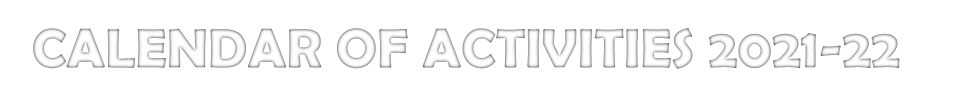 CALENDAR OF ACTIVITIES 2021-22